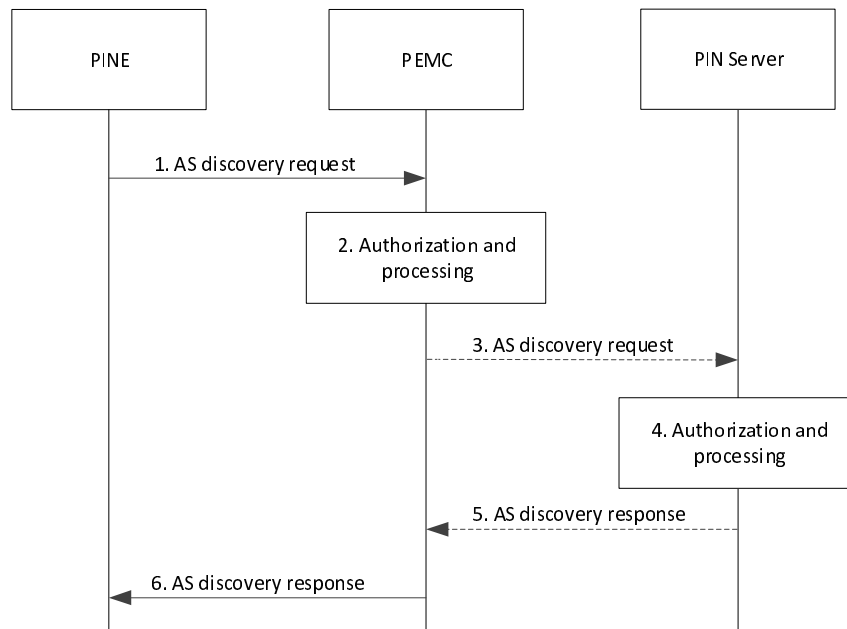 PINE
PEMC
PIN Server
1. AS discovery request
2. Authorization and
processing
3. AS discovery request
4. Authorization and
processing
5. AS discovery response
6. AS discovery response